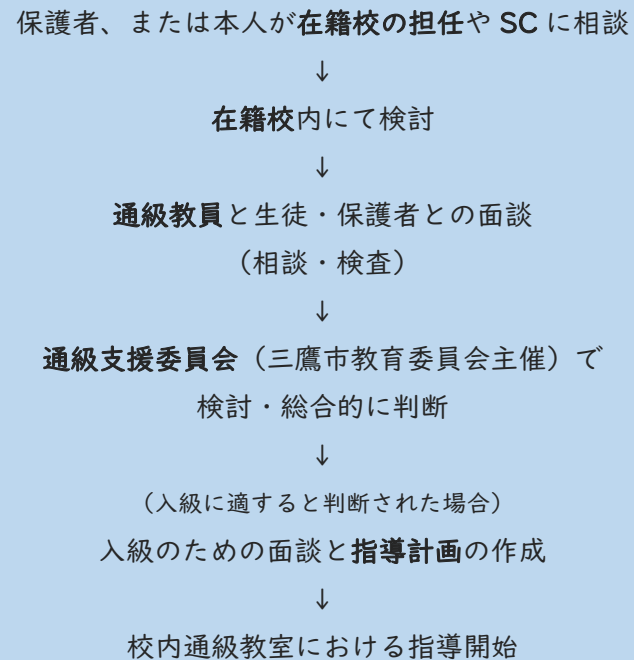 保護者、または本人が在籍校の担任や SC に相談
↓
在籍校内にて検討
↓
通級教員と生徒・保護者との面談
（相談・検査）
↓
通級支援委員会（三鷹市教育委員会主催）で
検討・総合的に判断
↓
（入級に適すると判断された場合）
入級のための面談と指導計画の作成
↓
校内通級教室における指導開始